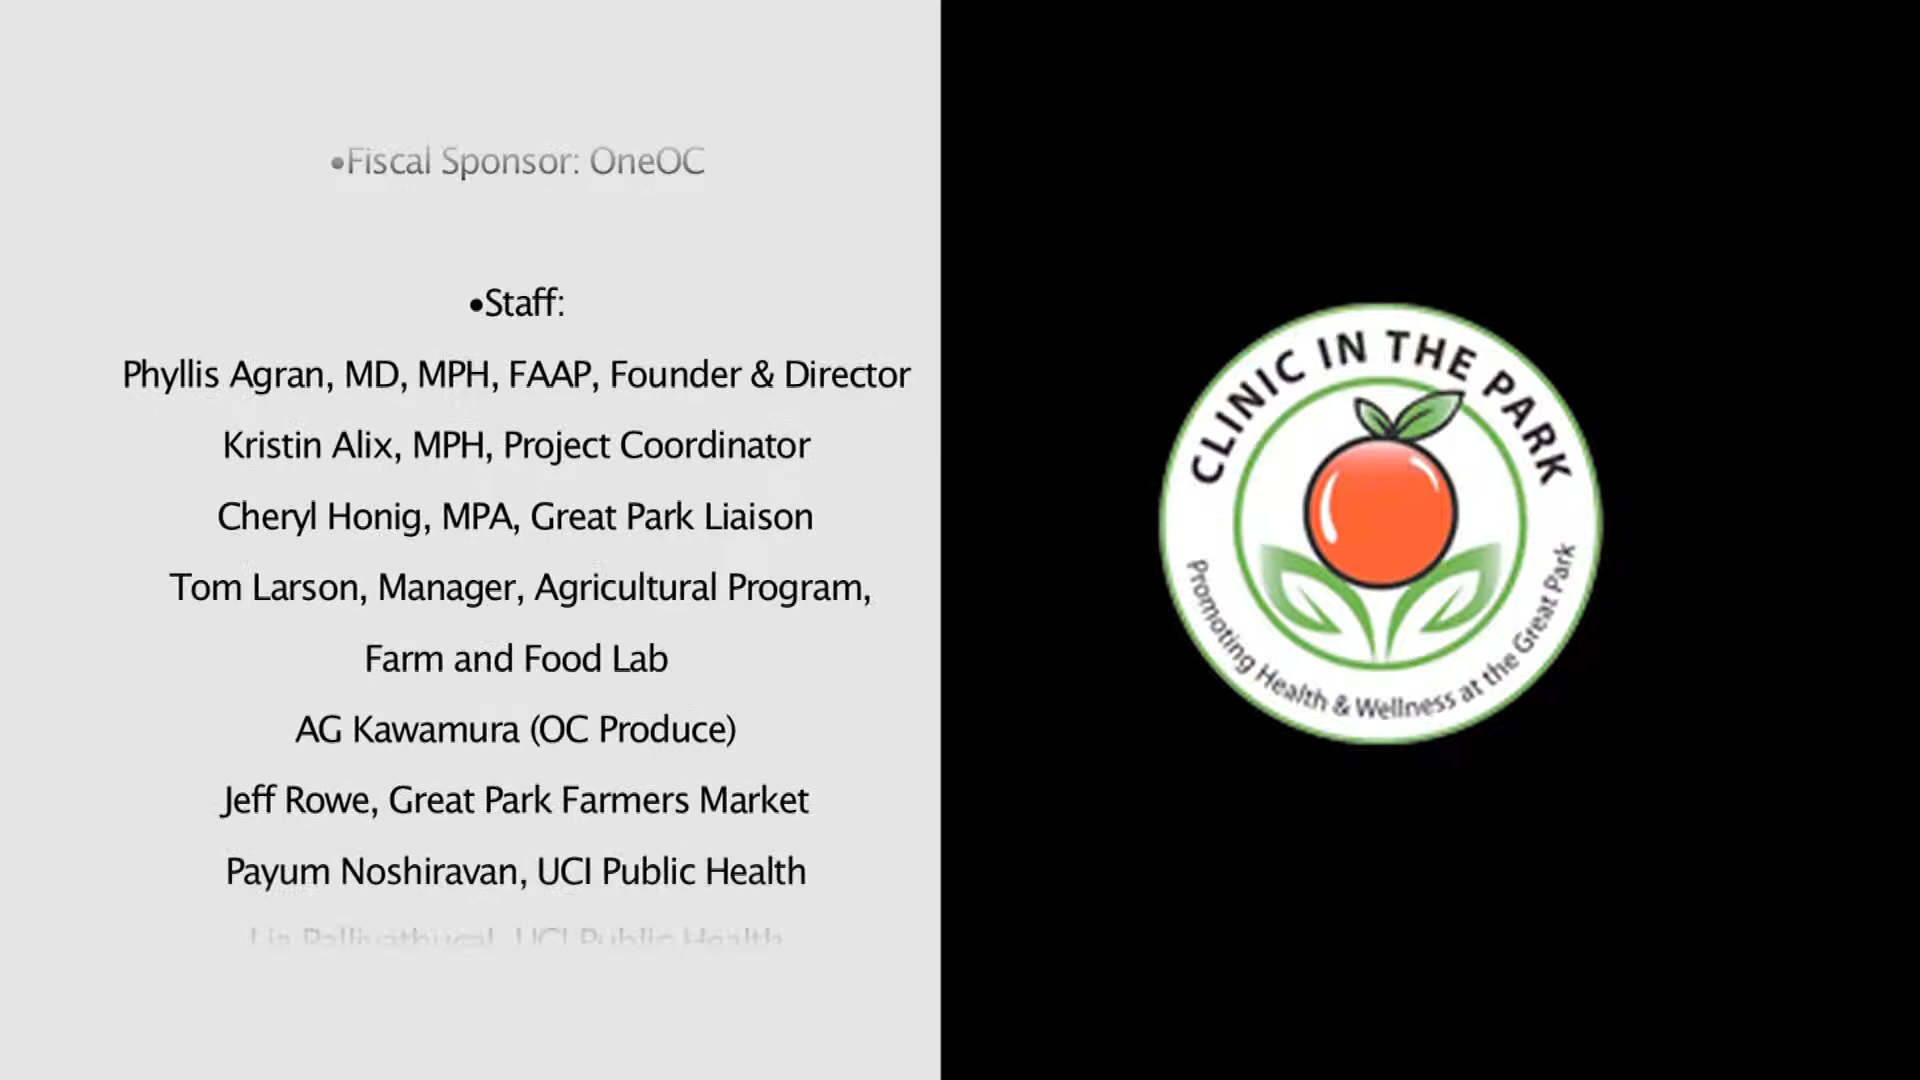 •Fiscal Sponsor: OneOC
•Staff:
Phyllis Agran, MD, MPH, FAAP, Founder & Director
Kristin Alix, MPH, Project Coordinator
Cheryl Honig, MPA, Great Park Liaison
Tom Larson, Manager, Agricultural Program,
Farm and Food Lab
AG Kawamura (OC Produce)
Jeff Rowe, Great Park Farmers Market
Payum Noshiravan, UCI Public Health
UCI Public Health
CLINIC IN THE PARK
Promoting Health & Wellness at the Great Park